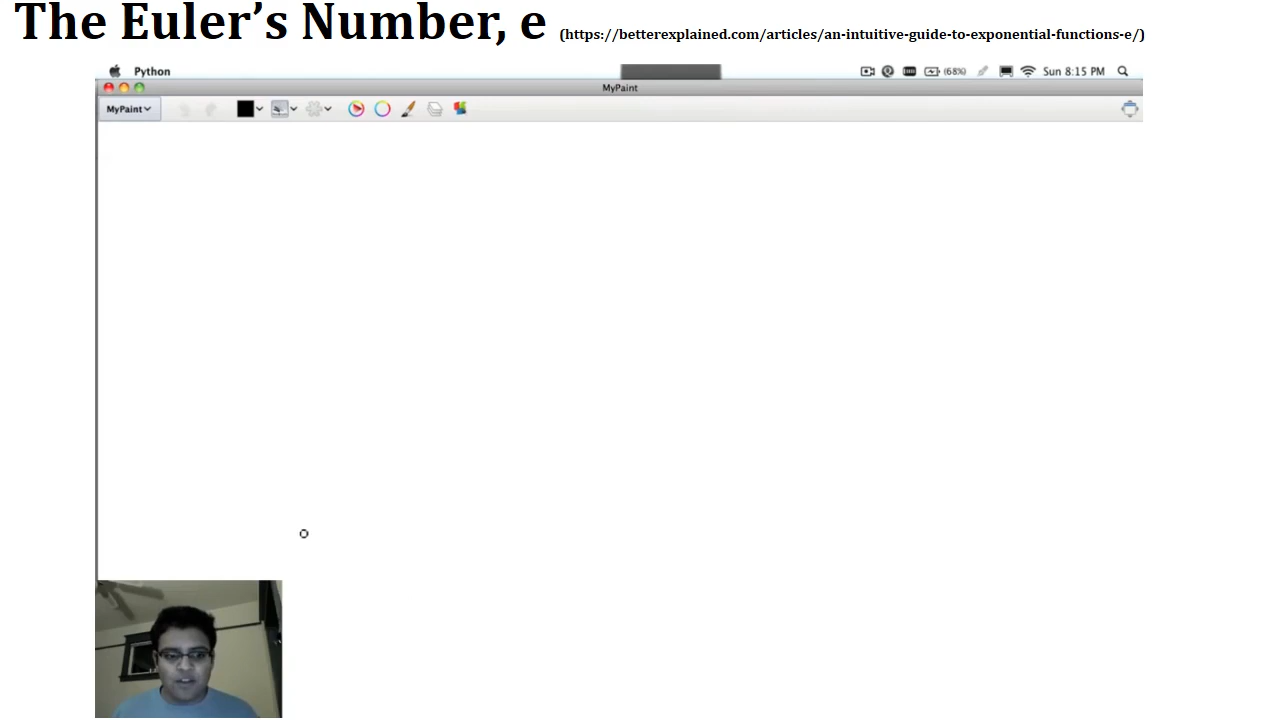 The Euler’s Number, e (https://betterexplained.com/articles/an-intuitive-guide-to-exponential-functions-e/)
Python (68%) Sun 8:15 PM
MyPaint
MyPaint